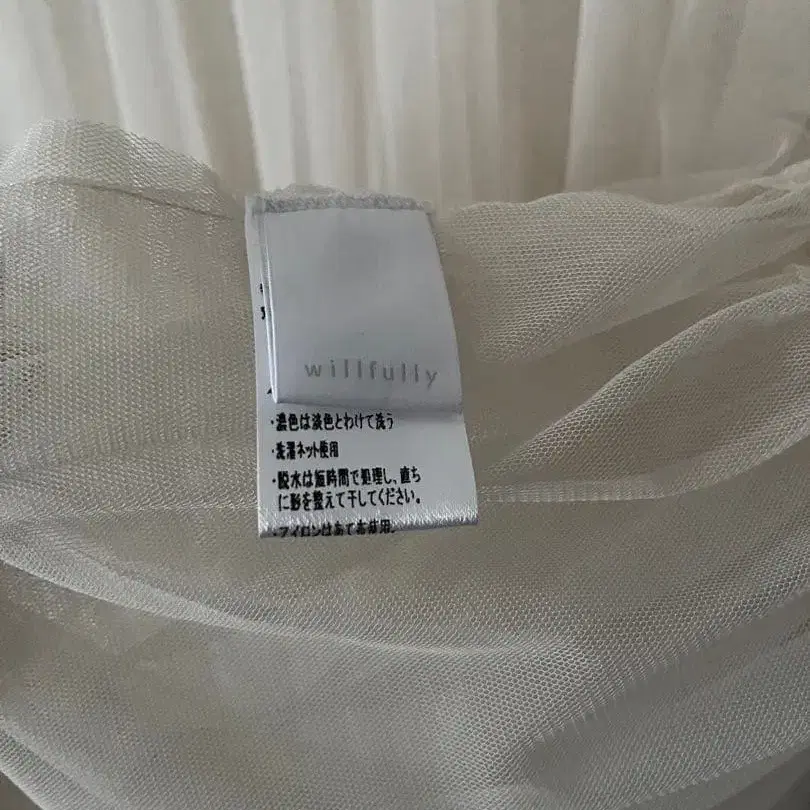 willfully
・濃色は淡色とわけて洗う
・洗濯ネット使用
・脱水は短時間で処理し、直ち
に形を整えて干してください。
・アイロンはあて布使用。